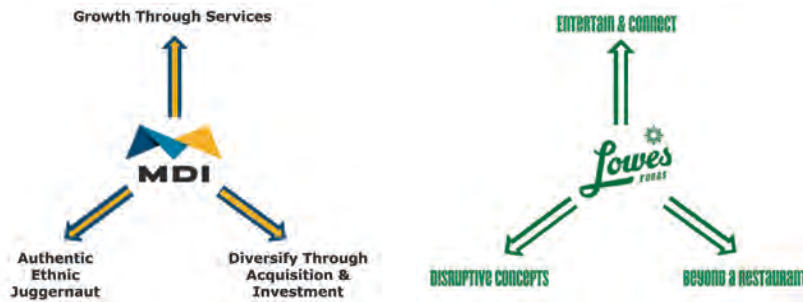 Growth Through Services
MDI
Authentic
Ethnic
Juggernaut
Diversify Through
Acquisition &
Investment
ENTERTAIN & CONNECT
Lowes
FOODS
DISRUPTIVE CONCEPTS
BEYOND A RESTAURANT